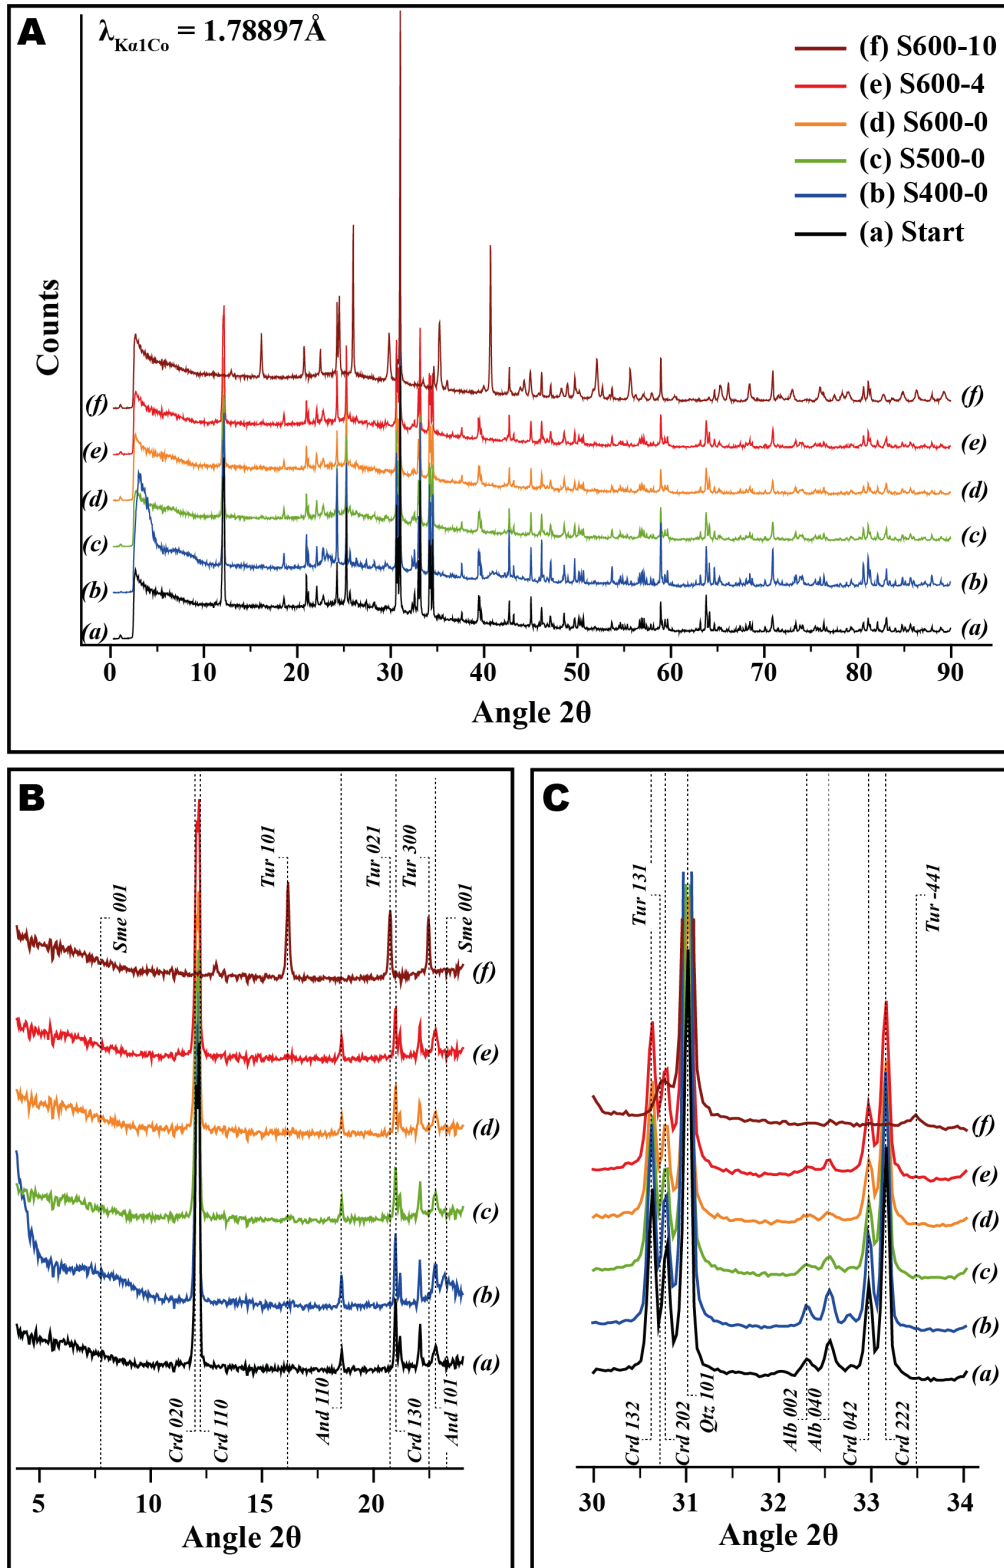 A
λKα1Co = 1.78897Å
(f) S600-10
(e) S600-4
(d) S600-0
(c) S500-0
(b) S400-0
(a) Start
Counts
(f) (f)
(e) (e)
(d) (d)
(c) (c)
(b) (b)
(a) (a)
0 10 20 30 40 50 60 70 80 90
Angle 2θ
B
Sme 001
Tur 101
Tur 021
Tur 300
Sme 001
(f)
(e)
(d)
(c)
(b)
(a)
Crd 020
Crd 110
And 110
Crd 130
And 101
5 10 15 20
Angle 2θ
C
Tur 131
Tur -441
(f)
(e)
(d)
(c)
(b)
(a)
Crd 132
Crd 202
Qtz 101
Alb 002
Alb 040
Crd 042
Crd 222
30 31 32 33 34
Angle 2θ